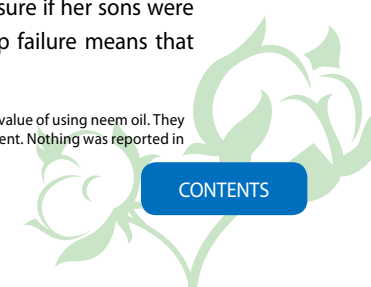 sure if her sons were
p failure means that
value of using neem oil. They
ent. Nothing was reported in
CONTENTS